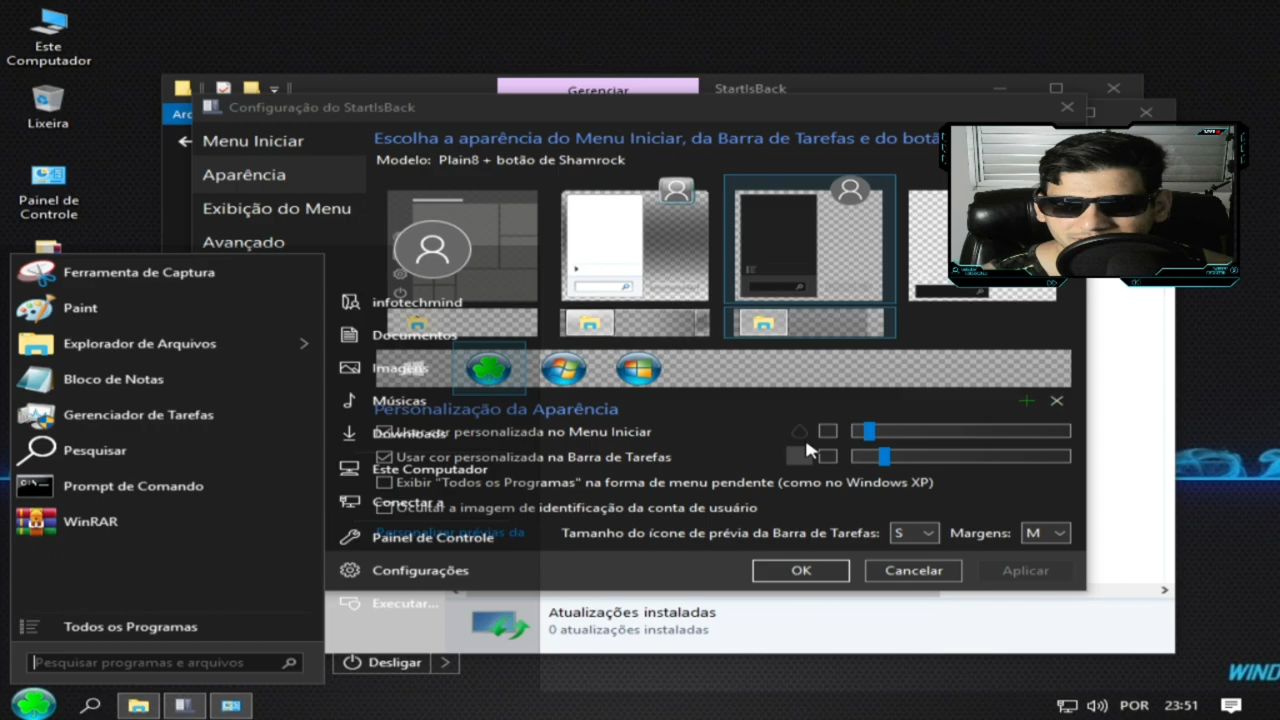 Este
Computador
Lixeira
Painel de
Controle
Gerenciar
StartIsBack
Arq
Configuração do StartIsBack
Menu Iniciar
Aparência
Exibição do Menu
Avançado
Escolha a aparência do Menu Iniciar, da Barra de Tarefas e do botã
Modelo: Plain8 + botão de Shamrock
Personalização da Aparência
Usar cor personalizada no Menu Iniciar
Usar cor personalizada na Barra de Tarefas
Exibir "Todos os Programas" na forma de menu pendente (como no Windows XP)
Ocultar a imagem de identificação da conta de usuário
Personalizar prévias da
Tamanho do ícone de prévia da Barra de Tarefas: S
Margens: M
OK
Cancelar
Aplicar
Atualizações instaladas
0 atualizações instaladas
Ferramenta de Captura
Paint
Explorador de Arquivos
Bloco de Notas
Gerenciador de Tarefas
Pesquisar
Prompt de Comando
WinRAR
Todos os Programas
Pesquisar programas e arquivos
infotechmind
Documentos
Imagens
Músicas
Downloads
Este Computador
Conectar a
Painel de Controle
Configurações
Executar...
Desligar
WIND
POR
23:51